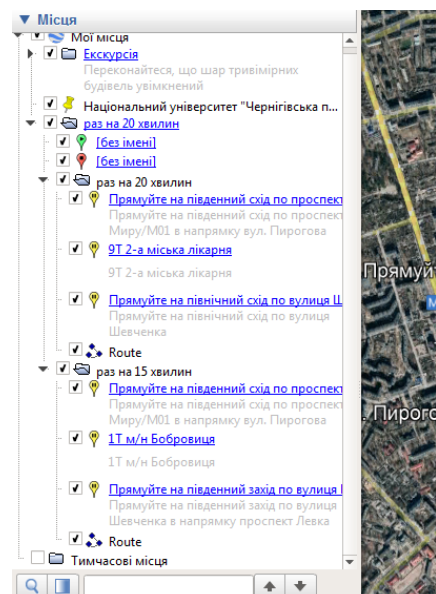 Місця
Мої місця
Екскурсія
Переконайтеся, що шар тривімірних
будівель увімкнений
Національний університет "Чернігівська п...
раз на 20 хвилин
[без імені]
[без імені]
раз на 20 хвилин
Прямуйте на південний схід по проспект
Прямуйте на південний схід по проспект
Миру/М01 в напрямку вул. Пирогова
9Т 2-а міська лікарня
9Т 2-а міська лікарня
Прямуйте на північний схід по вулиця Ш
Прямуйте на північний схід по вулиця
Шевченка
Route
раз на 15 хвилин
Прямуйте на південний схід по проспект
Прямуйте на південний схід по проспект
Миру/М01 в напрямку вул. Пирогова
1Т м/н Бобровиця
1Т м/н Бобровиця
Прямуйте на південний захід по вулиця
Прямуйте на південний захід по вулиця
Шевченка в напрямку проспект Левка
Route
Тимчасові місця
Прямуй
М
Пирого